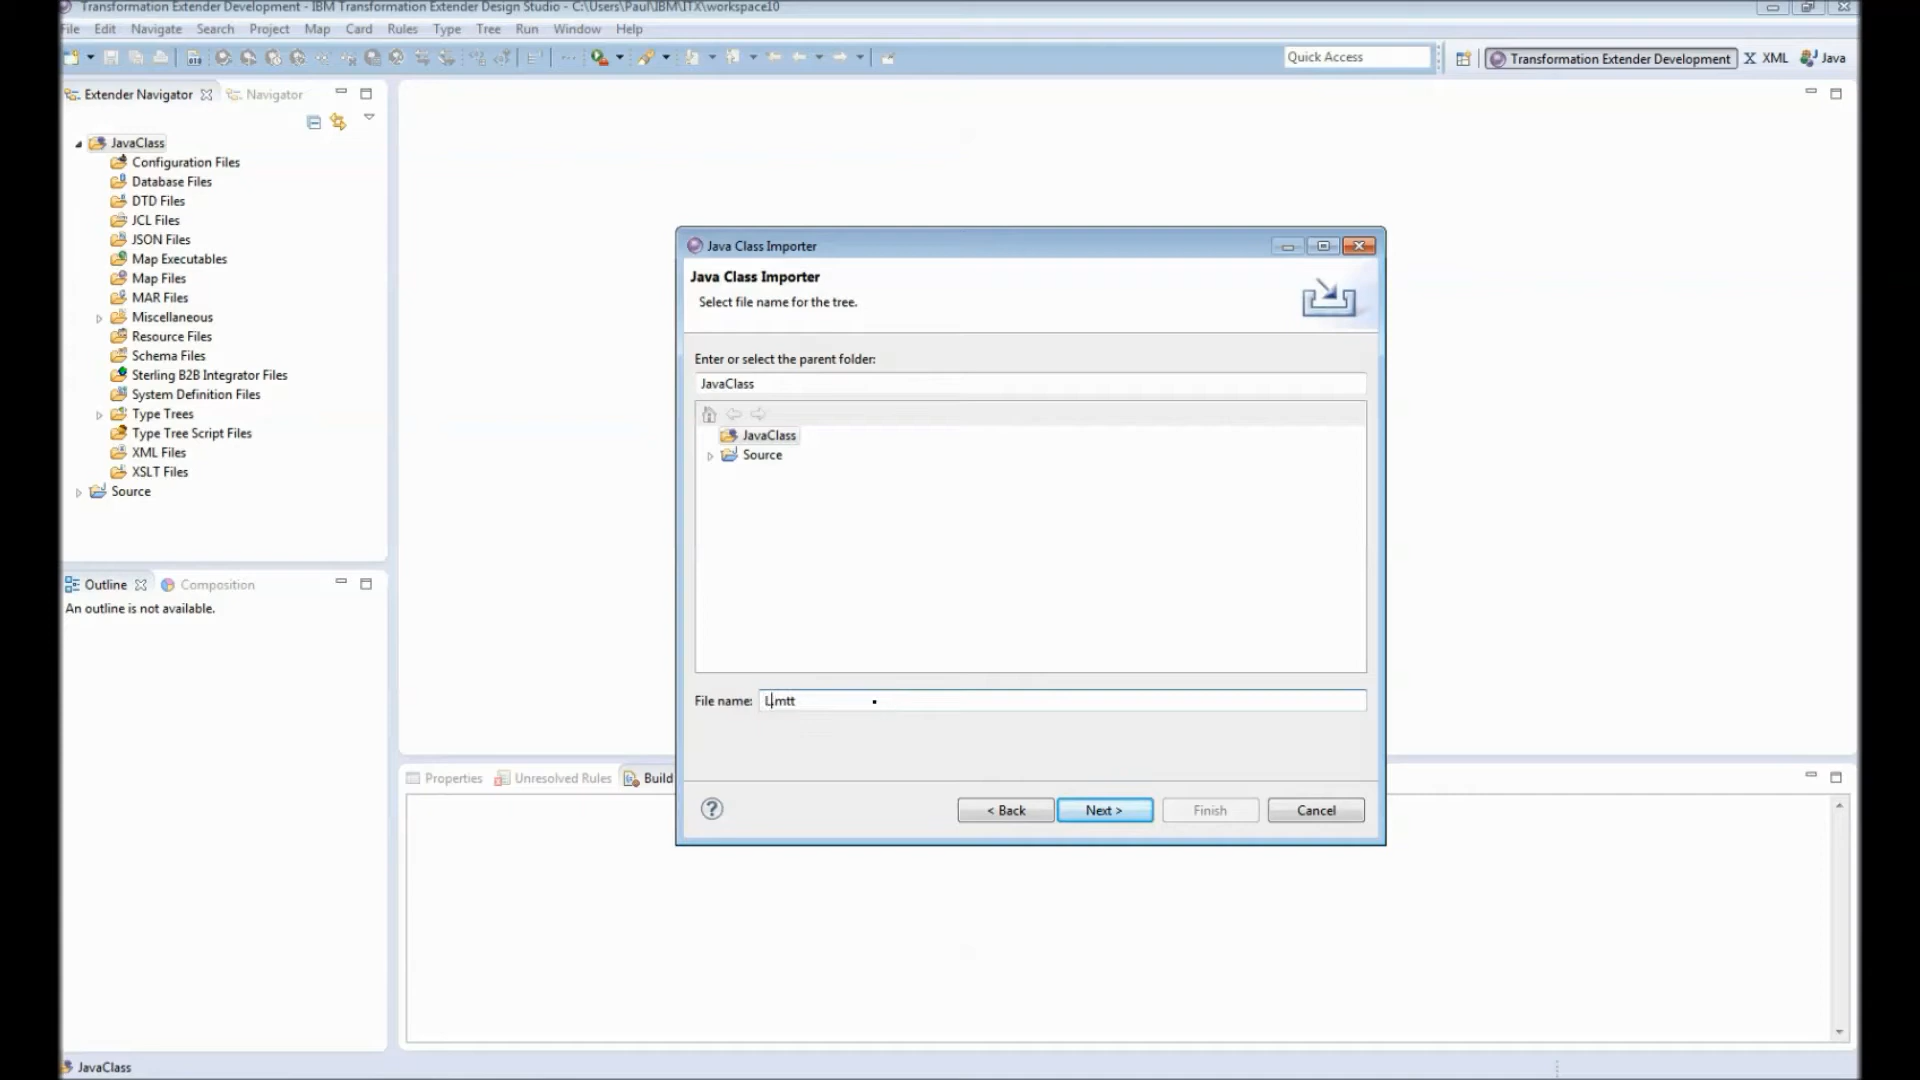 Transformation Extender Development - IBM Transformation Extender Design Studio - C:\Users\Paul\IBM\ITX\workspace10
File Edit Navigate Search Project Map Card Rules Type Tree Run Window Help
Quick Access
Transformation Extender Development
XML
Java
Extender Navigator
Navigator
JavaClass
Configuration Files
Database Files
DTD Files
JCL Files
JSON Files
Map Executables
Map Files
MAR Files
Miscellaneous
Resource Files
Schema Files
Sterling B2B Integrator Files
System Definition Files
Type Trees
Type Tree Script Files
XML Files
XSLT Files
Source
Outline
Composition
An outline is not available.
Java Class Importer
Java Class Importer
Select file name for the tree.
Enter or select the parent folder:
JavaClass
JavaClass
Source
File name: L.mtt
< Back
Next >
Finish
Cancel
Properties
Unresolved Rules
Build
JavaClass